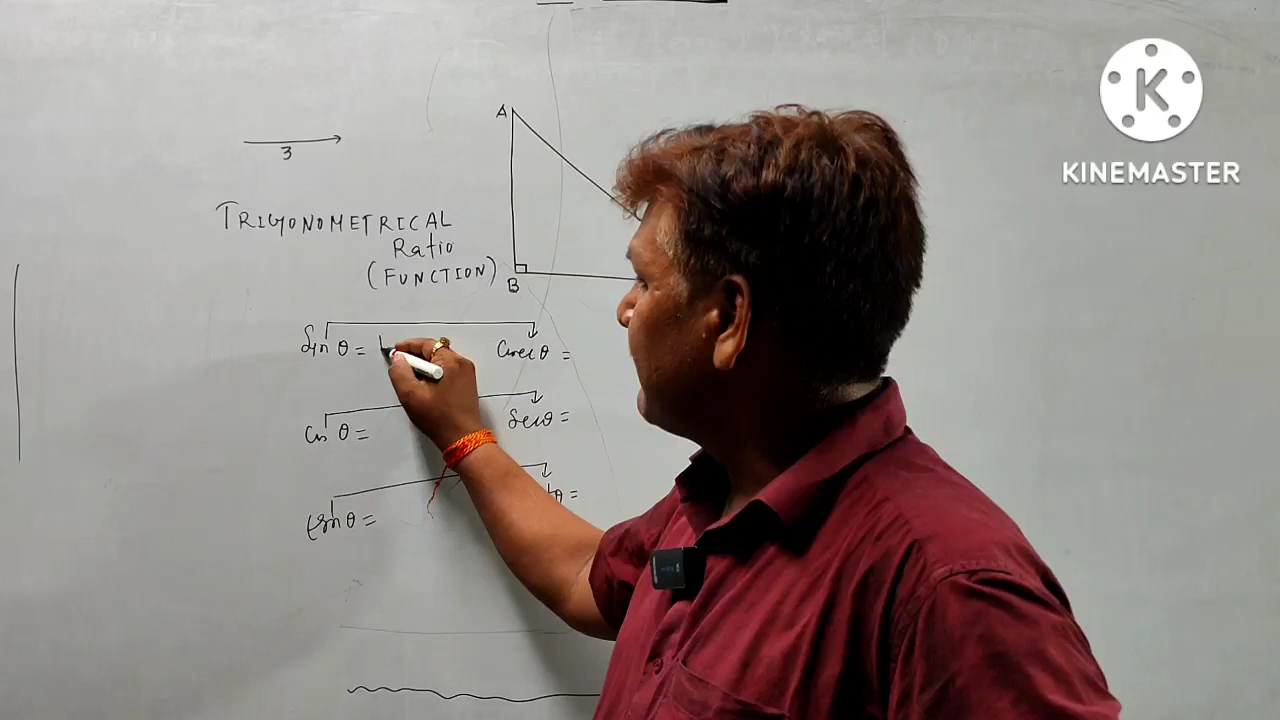 A
3
TRIGONOMETRICAL
Ratio
(FUNCTION)
B
Sin θ =
Cosec θ =
Cos θ =
Sec θ =
tan θ =
θ =
K
KINEMASTER